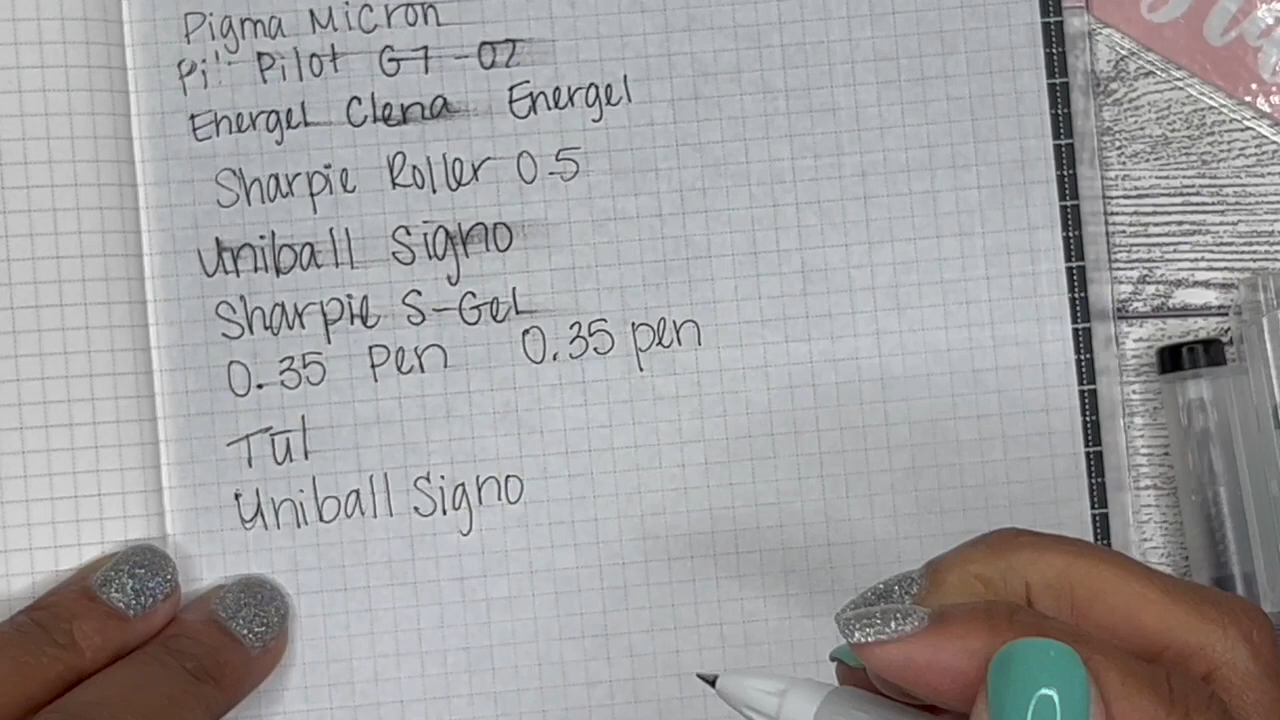 Pigma Micron
Pil Pilot G7-02
Energel Clena Energel
Sharpie Roller 0.5
Uniball Signo
Sharpie S-Gel
0.35 Pen 0.35 pen
Tul
Uniball Signo